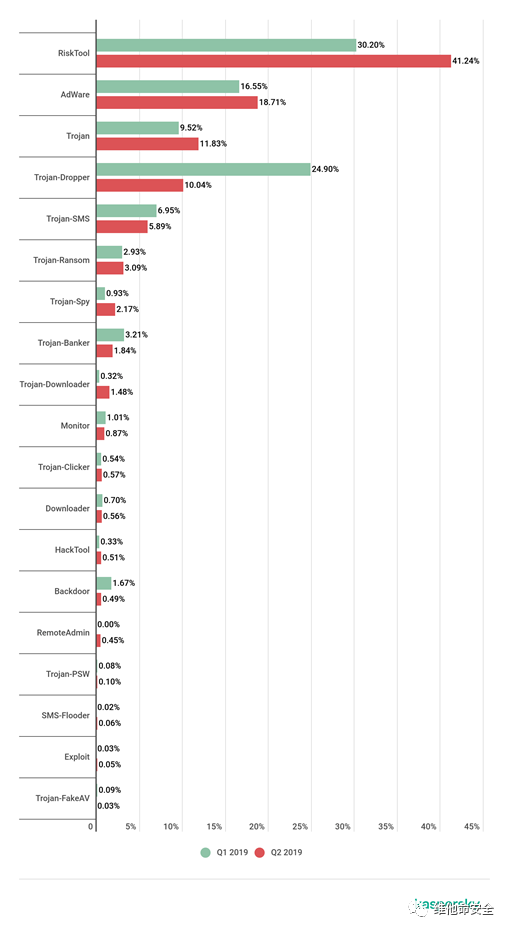 RiskTool
30.20%
41.24%
AdWare
16.55%
18.71%
Trojan
9.52%
11.83%
Trojan-Dropper
24.90%
10.04%
Trojan-SMS
6.95%
5.89%
Trojan-Ransom
2.93%
3.09%
Trojan-Spy
0.93%
2.17%
Trojan-Banker
3.21%
1.84%
Trojan-Downloader
0.32%
1.48%
Monitor
1.01%
0.87%
Trojan-Clicker
0.54%
0.57%
Downloader
0.70%
0.56%
HackTool
0.33%
0.51%
Backdoor
1.67%
0.49%
RemoteAdmin
0.00%
0.45%
Trojan-PSW
0.08%
0.10%
SMS-Flooder
0.02%
0.06%
Exploit
0.03%
0.05%
Trojan-FakeAV
0.09%
0.03%
0 5% 10% 15% 20% 25% 30% 35% 40% 45%
Q1 2019 Q2 2019
kaspersky
维他命安全